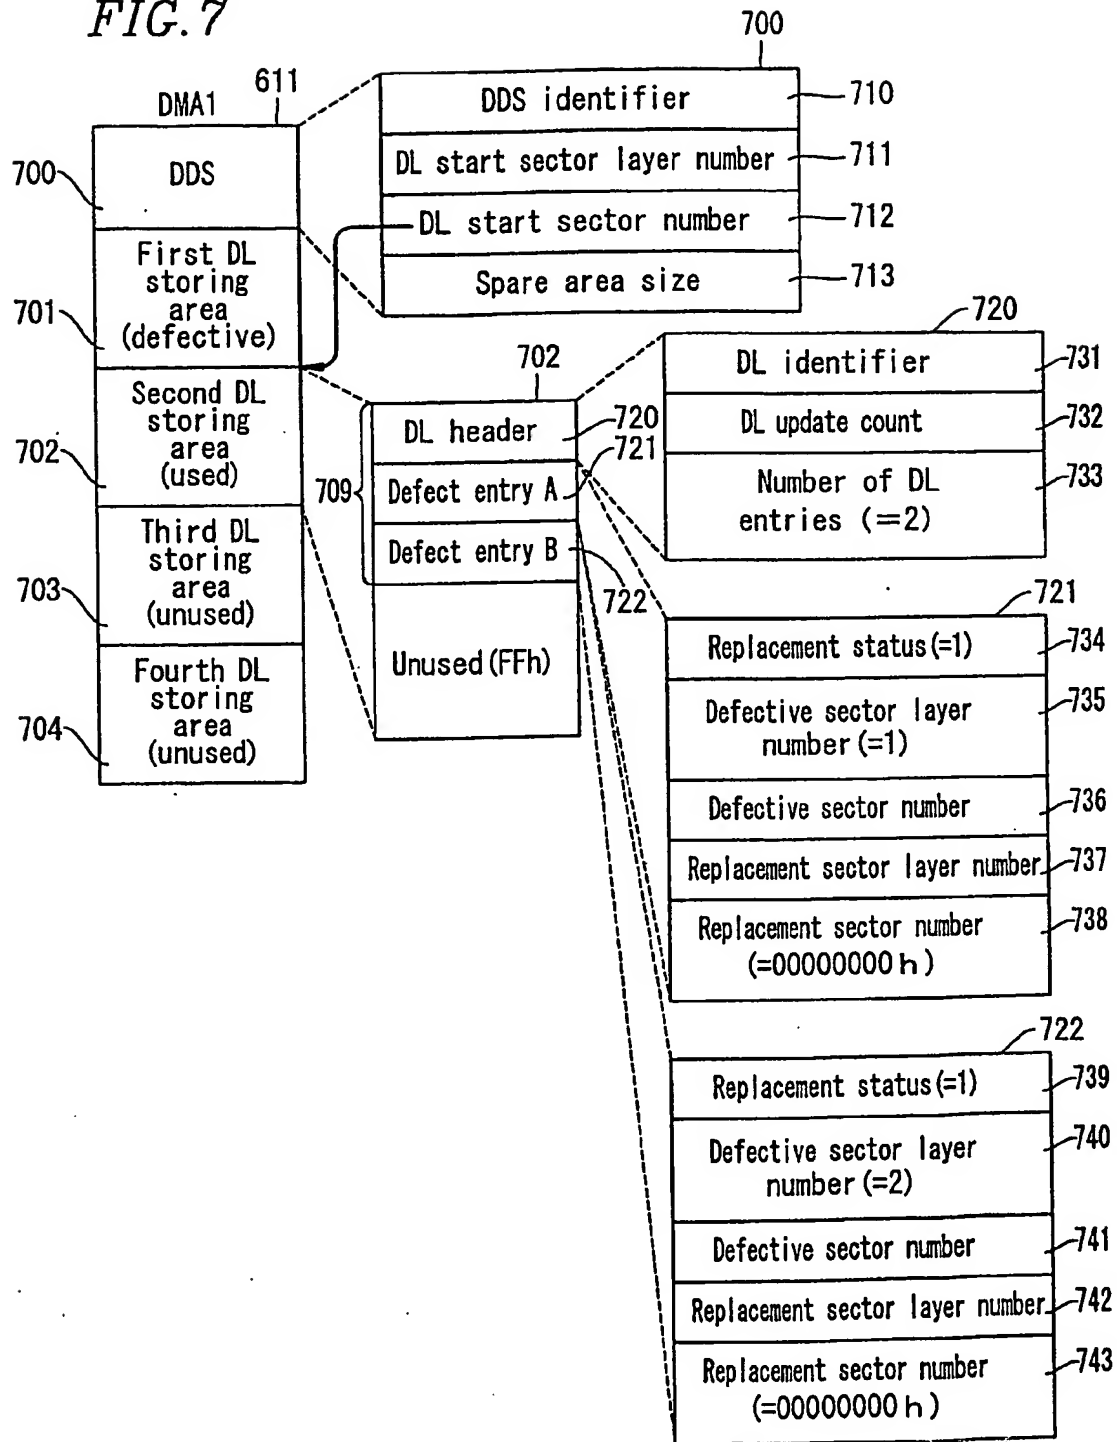 FIG. 7
DMA1
611
DDS
700
First DL
storing
area
(defective)
701
Second DL
storing
area
(used)
702
Third DL
storing
area
(unused)
703
Fourth DL
storing
area
(unused)
704
700
DDS identifier
710
DL start sector layer number
711
DL start sector number
712
Spare area size
713
702
709
DL header
720
Defect entry A
721
Defect entry B
722
Unused(FFh)
720
DL identifier
731
DL update count
732
Number of DL
entries (=2)
733
721
Replacement status(=1)
734
Defective sector layer
number(=1)
735
Defective sector number
736
Replacement sector layer number
737
Replacement sector number
(=00000000h)
738
722
Replacement status(=1)
739
Defective sector layer
number(=2)
740
Defective sector number
741
Replacement sector layer number
742
Replacement sector number
(=00000000h)
743